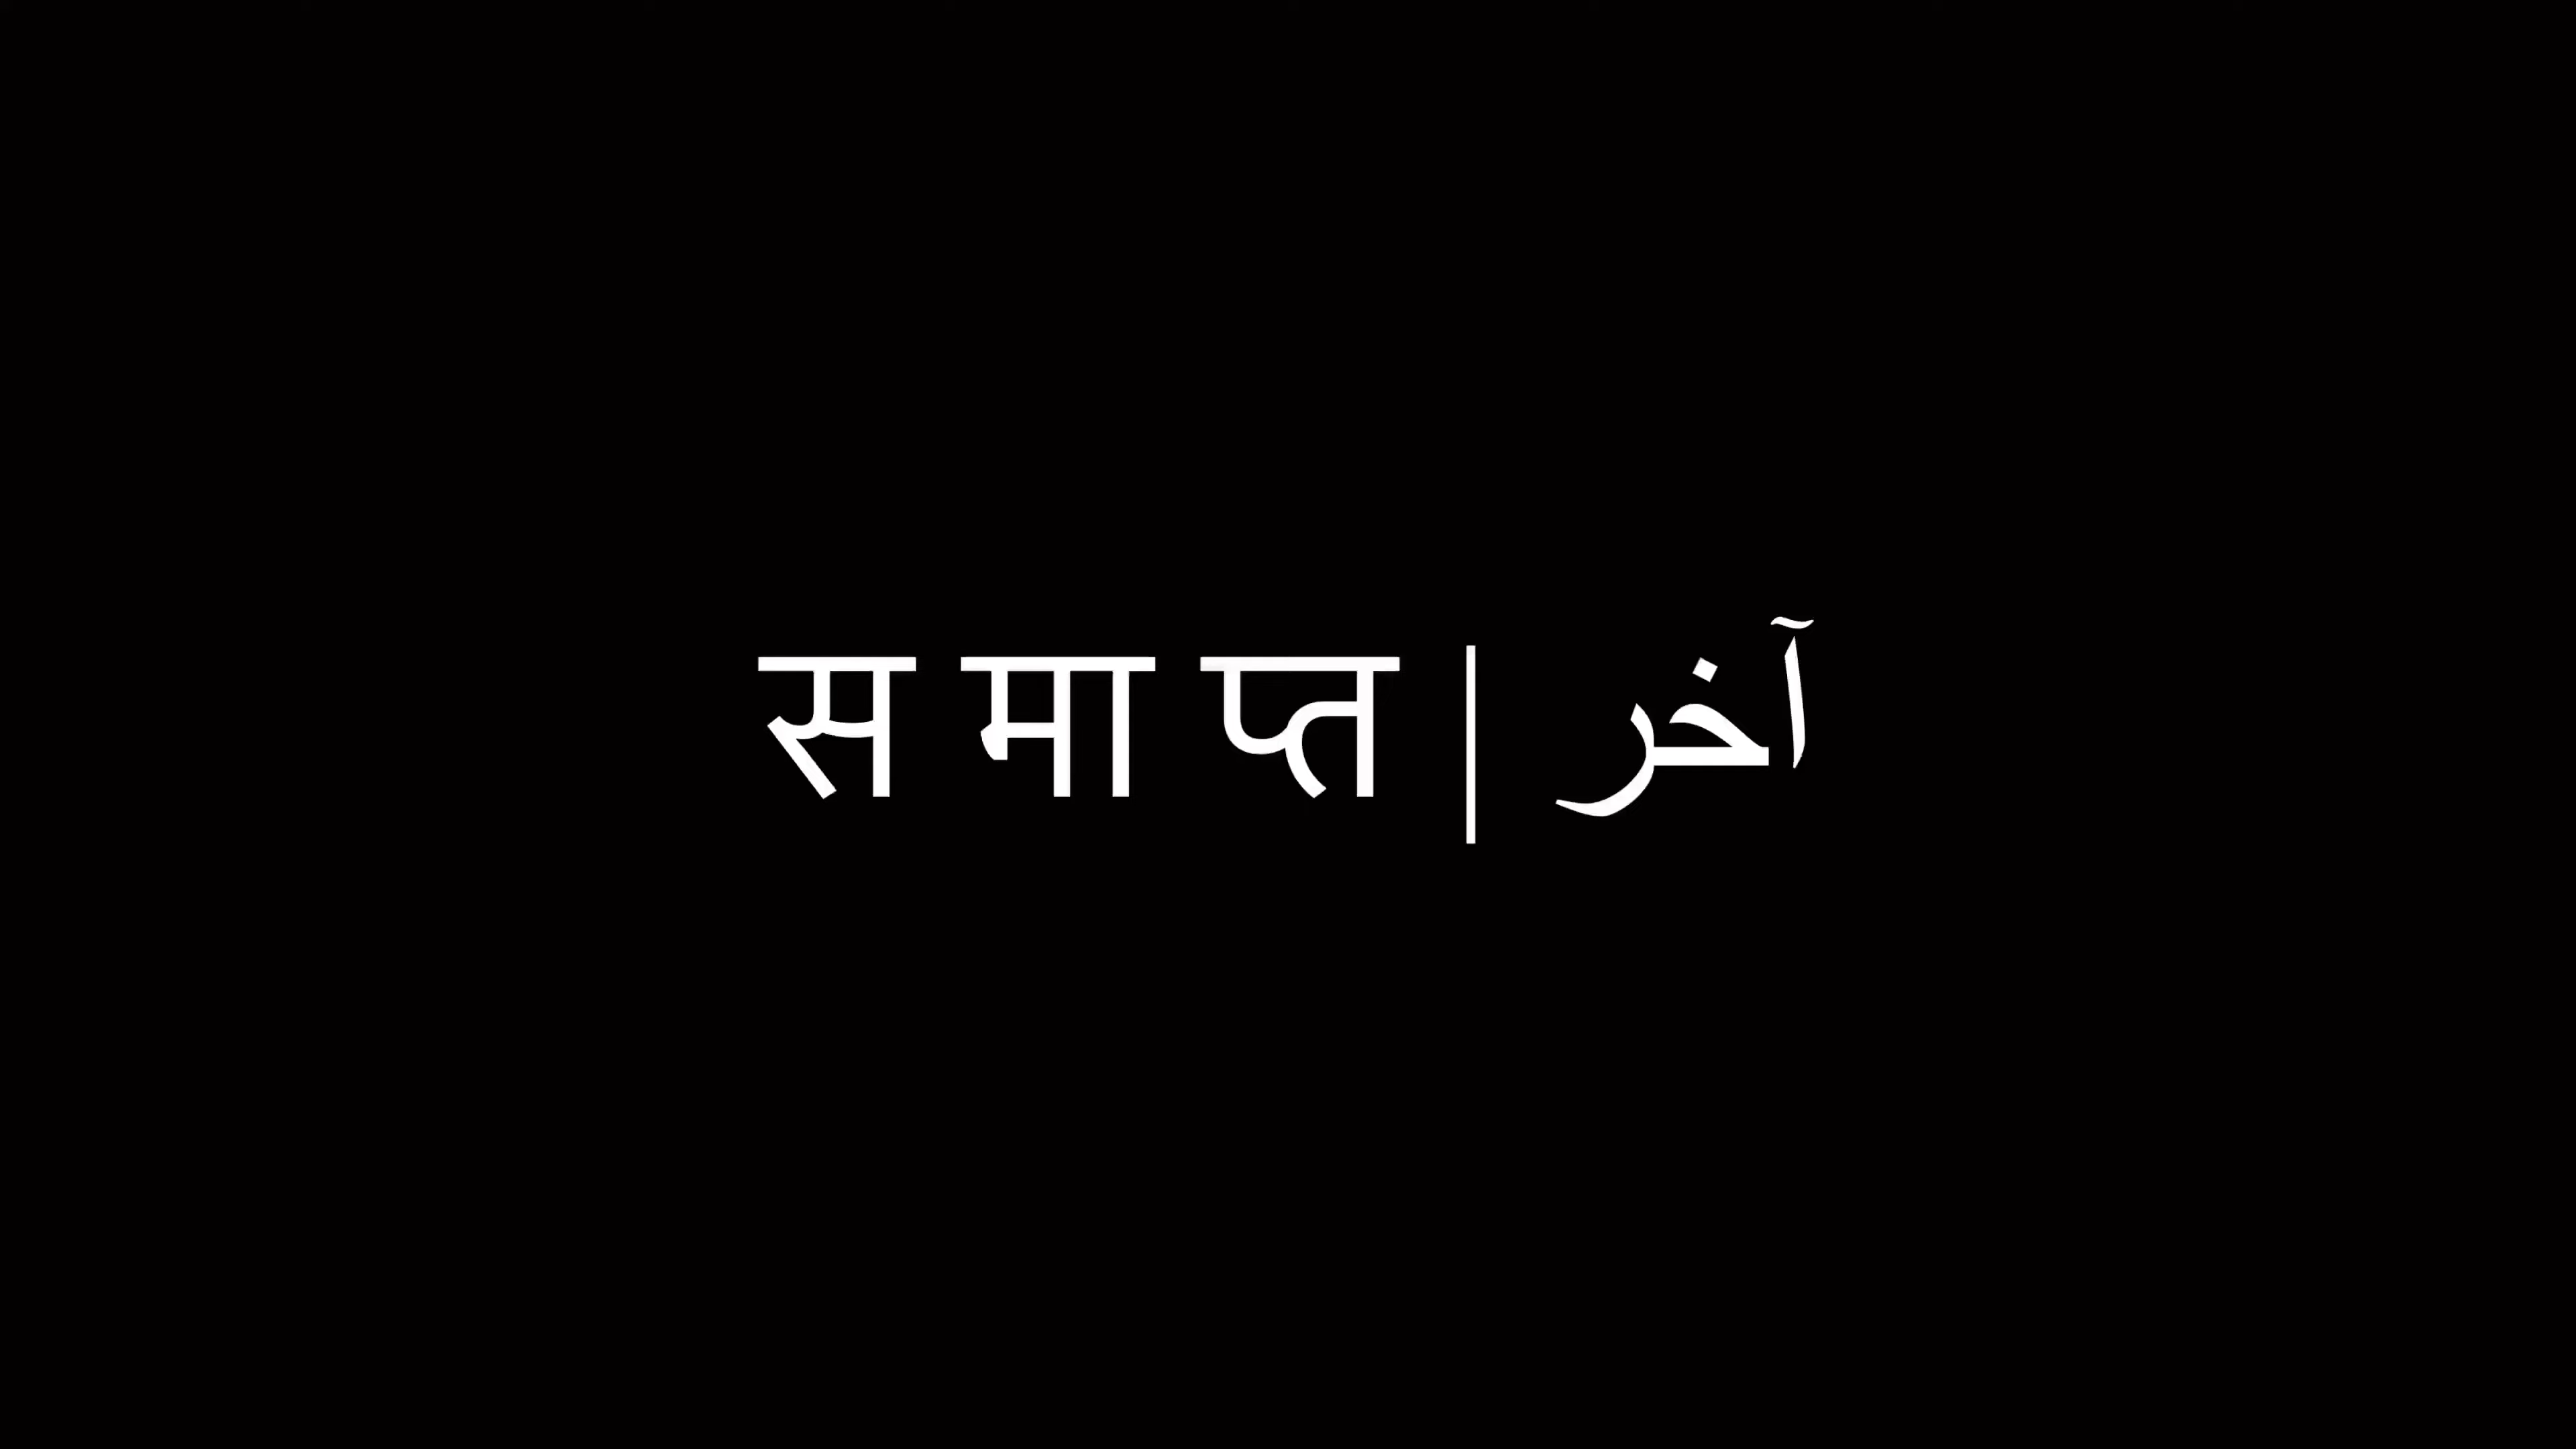 स मा प्त | آخر